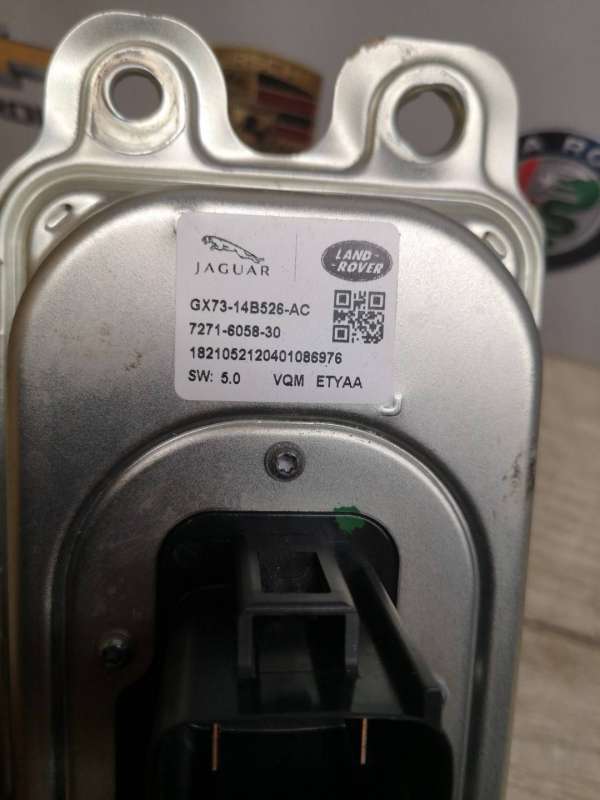 JAGUAR
LAND-
-ROVER
GX73-14B526-AC
7271-6058-30
1821052120401086976
SW: 5.0 VQM ETYAA